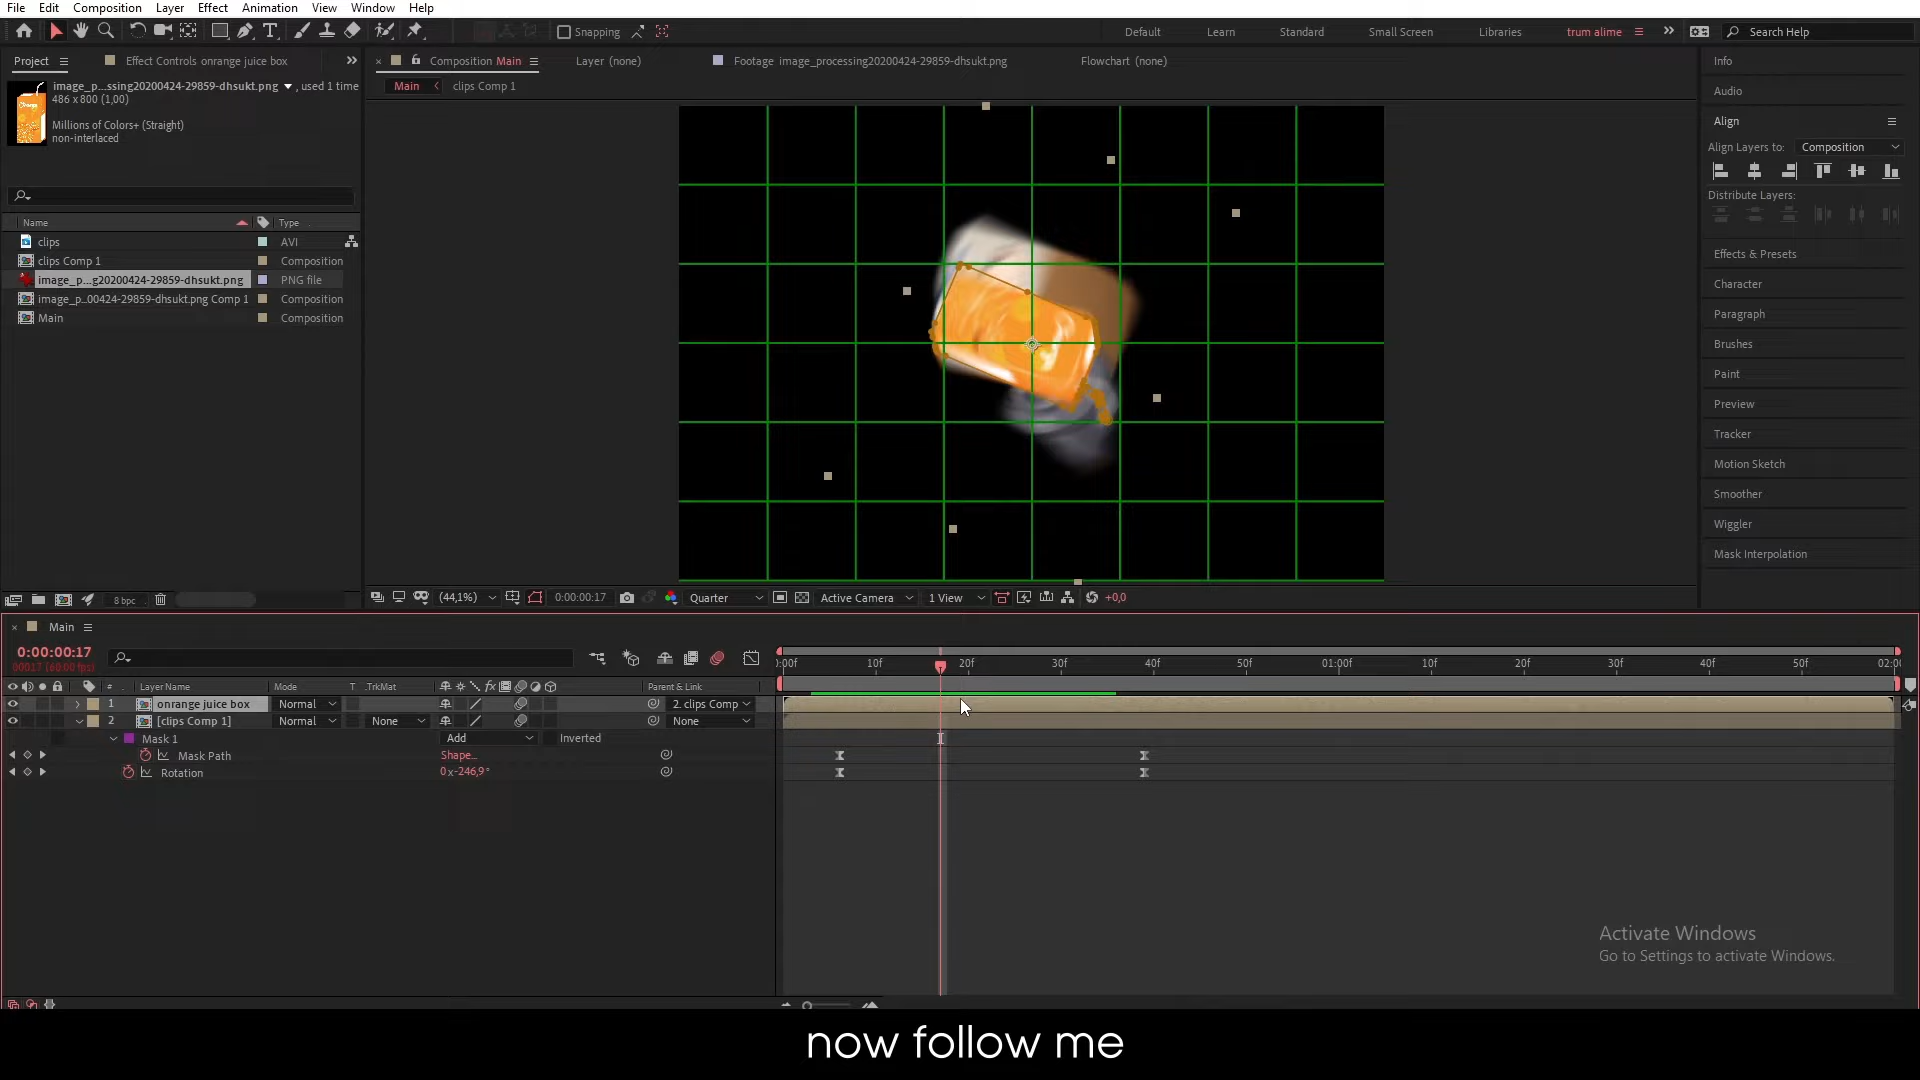 File Edit Composition Layer Effect Animation View Window Help
Snapping
Default Learn Standard Small Screen Libraries trum alime Search Help
Project Effect Controls onrange juice box
Composition Main Layer (none) Footage image_processing20200424-29859-dhsukt.png Flowchart (none)
Main clips Comp 1
image_p...ssing20200424-29859-dhsukt.png , used 1 time
486 x 800 (1,00)
Millions of Colors+ (Straight)
non-interlaced
Name Type
clips AVI
clips Comp 1 Composition
image_p...g20200424-29859-dhsukt.png PNG file
image_p...00424-29859-dhsukt.png Comp 1 Composition
Main Composition
8 bpc
(44,1%) 0:00:00:17 Quarter Active Camera 1 View +0,0
Info
Audio
Align
Align Layers to: Composition
Distribute Layers:
Effects & Presets
Character
Paragraph
Brushes
Paint
Preview
Tracker
Motion Sketch
Smoother
Wiggler
Mask Interpolation
Main
0:00:00:17
00017 (60.00 fps)
0:00f 10f 20f 30f 40f 50f 01:00f 10f 20f 30f 40f 50f 02:0
# Layer Name Mode T .TrkMat Parent & Link
1 onrange juice box Normal 2. clips Comp
2 [clips Comp 1] Normal None None
Mask 1 Add Inverted
Mask Path Shape...
Rotation 0x-246,9°
Activate Windows
Go to Settings to activate Windows.
now follow me